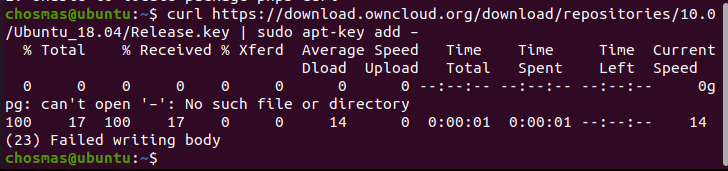 chosmas@ubuntu:~$ curl https://download.owncloud.org/download/repositories/10.0
/Ubuntu_18.04/Release.key | sudo apt-key add –
  % Total    % Received % Xferd  Average Speed   Time    Time     Time  Current
                                 Dload  Upload   Total   Spent    Left  Speed
  0     0    0     0    0     0      0      0 --:--:-- --:--:-- --:--:--     0g
pg: can't open '–': No such file or directory
100    17  100    17    0     0     14      0  0:00:01  0:00:01 --:--:--    14
(23) Failed writing body
chosmas@ubuntu:~$